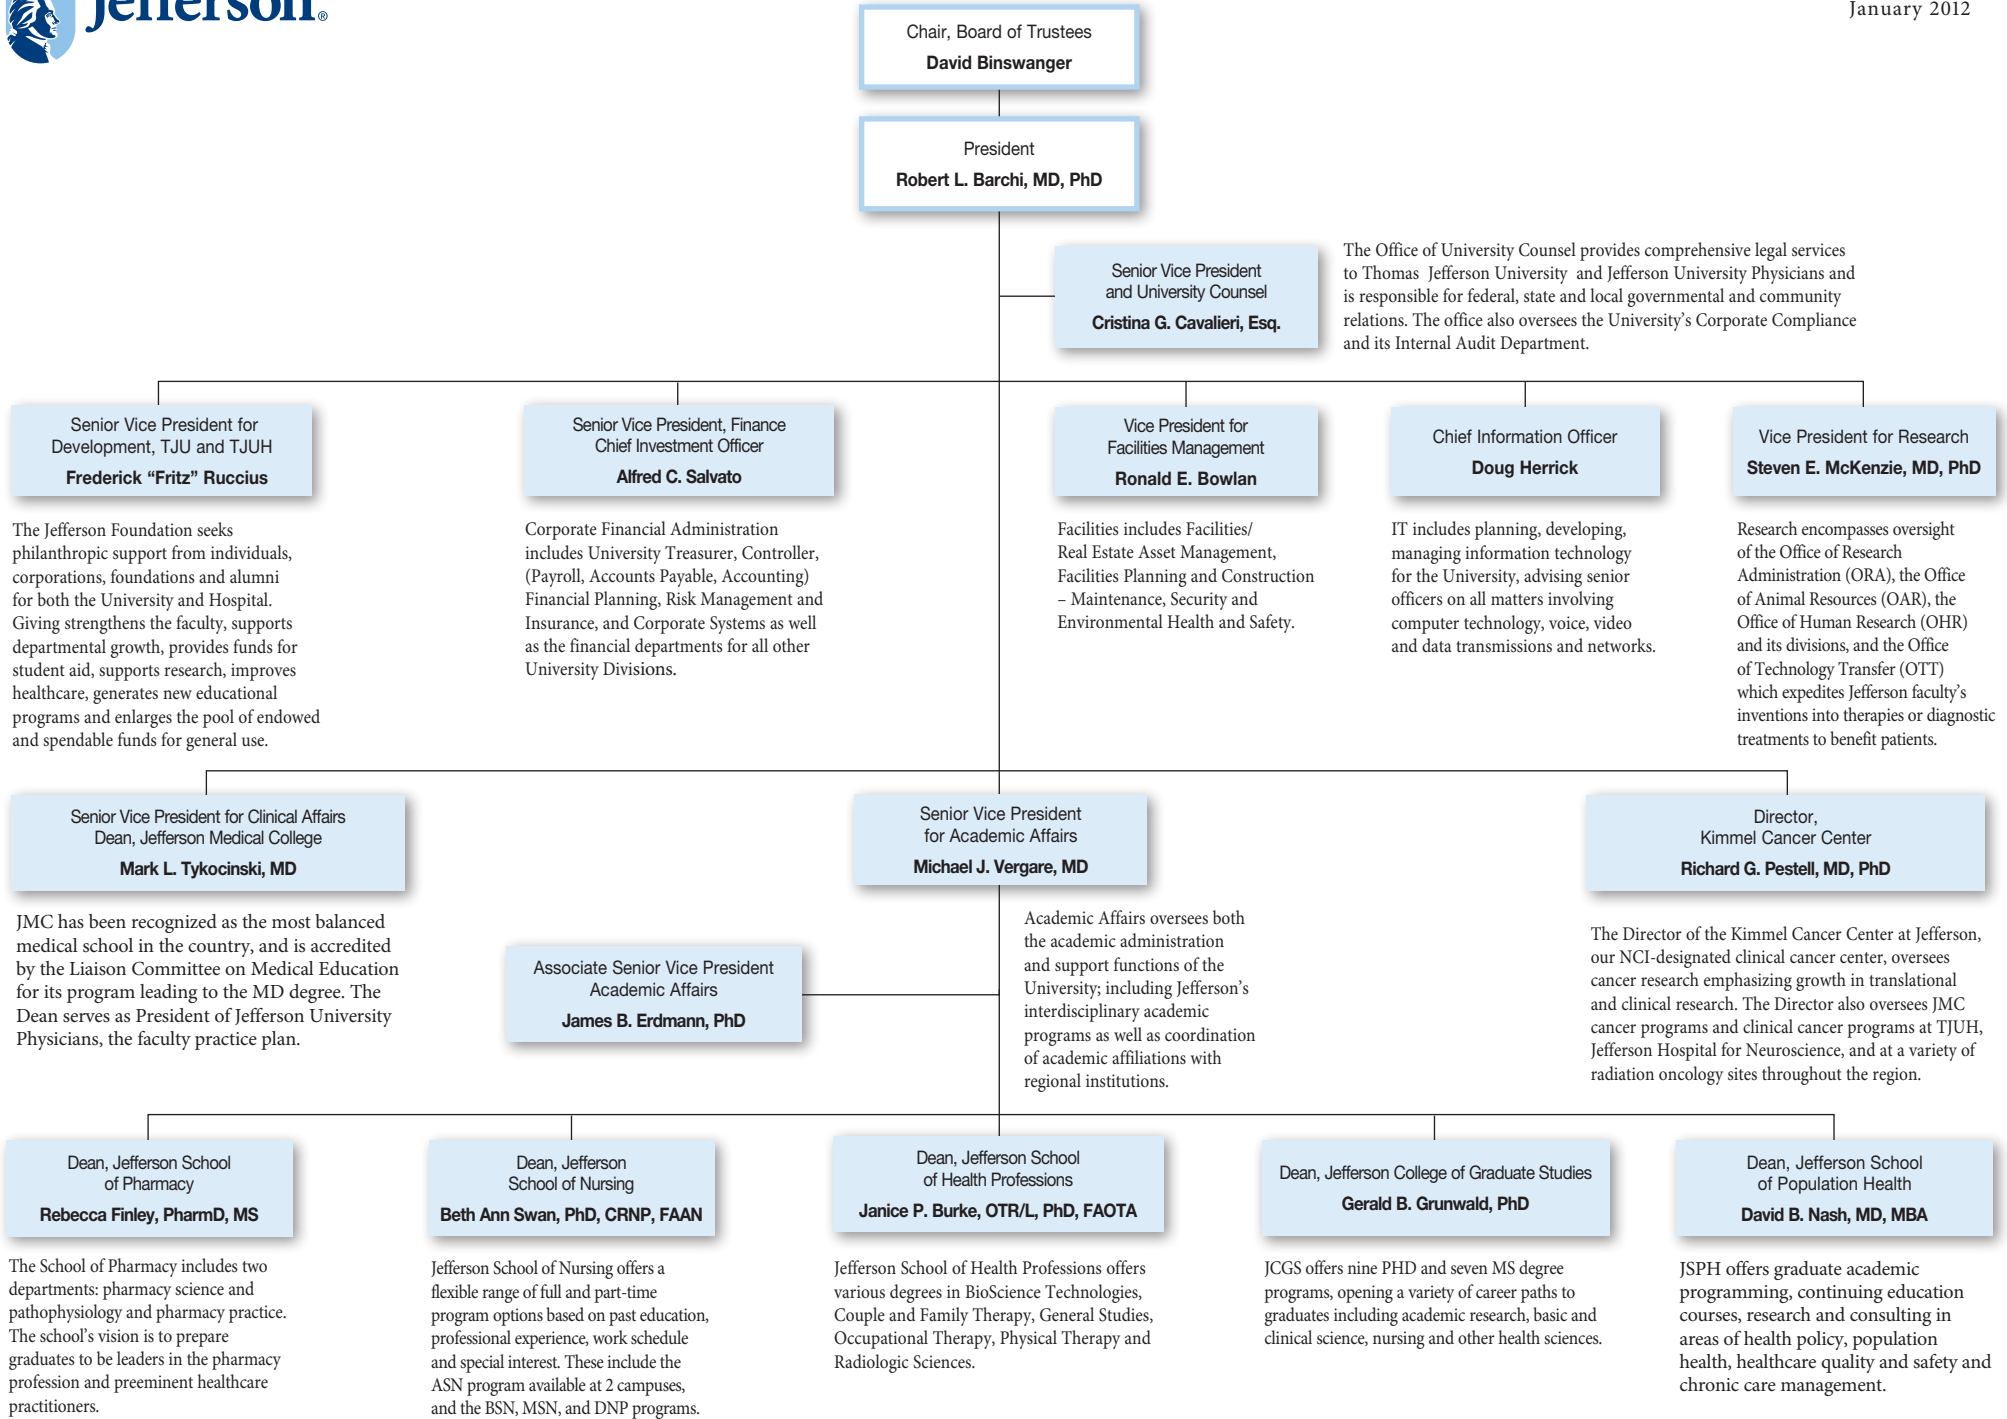 Jefferson®
January 2012
Chair, Board of Trustees
David Binswanger
President
Robert L. Barchi, MD, PhD
Senior Vice President
and University Counsel
Cristina G. Cavalieri, Esq.
The Office of University Counsel provides comprehensive legal services
to Thomas Jefferson University and Jefferson University Physicians and
is responsible for federal, state and local governmental and community
relations. The office also oversees the University's Corporate Compliance
and its Internal Audit Department.
Senior Vice President for
Development, TJU and TJUH
Frederick “Fritz” Ruccius
The Jefferson Foundation seeks
philanthropic support from individuals,
corporations, foundations and alumni
for both the University and Hospital.
Giving strengthens the faculty, supports
departmental growth, provides funds for
student aid, supports research, improves
healthcare, generates new educational
programs and enlarges the pool of endowed
and spendable funds for general use.
Senior Vice President, Finance
Chief Investment Officer
Alfred C. Salvato
Corporate Financial Administration
includes University Treasurer, Controller,
(Payroll, Accounts Payable, Accounting)
Financial Planning, Risk Management and
Insurance, and Corporate Systems as well
as the financial departments for all other
University Divisions.
Vice President for
Facilities Management
Ronald E. Bowlan
Facilities includes Facilities/
Real Estate Asset Management,
Facilities Planning and Construction
– Maintenance, Security and
Environmental Health and Safety.
Chief Information Officer
Doug Herrick
IT includes planning, developing,
managing information technology
for the University, advising senior
officers on all matters involving
computer technology, voice, video
and data transmissions and networks.
Vice President for Research
Steven E. McKenzie, MD, PhD
Research encompasses oversight
of the Office of Research
Administration (ORA), the Office
of Animal Resources (OAR), the
Office of Human Research (OHR)
and its divisions, and the Office
of Technology Transfer (OTT)
which expedites Jefferson faculty's
inventions into therapies or diagnostic
treatments to benefit patients.
Senior Vice President for Clinical Affairs
Dean, Jefferson Medical College
Mark L. Tykocinski, MD
JMC has been recognized as the most balanced
medical school in the country, and is accredited
by the Liaison Committee on Medical Education
for its program leading to the MD degree. The
Dean serves as President of Jefferson University
Physicians, the faculty practice plan.
Senior Vice President
for Academic Affairs
Michael J. Vergare, MD
Academic Affairs oversees both
the academic administration
and support functions of the
University; including Jefferson's
interdisciplinary academic
programs as well as coordination
of academic affiliations with
regional institutions.
Associate Senior Vice President
Academic Affairs
James B. Erdmann, PhD
Director,
Kimmel Cancer Center
Richard G. Pestell, MD, PhD
The Director of the Kimmel Cancer Center at Jefferson,
our NCI-designated clinical cancer center, oversees
cancer research emphasizing growth in translational
and clinical research. The Director also oversees JMC
cancer programs and clinical cancer programs at TJUH,
Jefferson Hospital for Neuroscience, and at a variety of
radiation oncology sites throughout the region.
Dean, Jefferson School
of Pharmacy
Rebecca Finley, PharmD, MS
The School of Pharmacy includes two
departments: pharmacy science and
pathophysiology and pharmacy practice.
The school's vision is to prepare
graduates to be leaders in the pharmacy
profession and preeminent healthcare
practitioners.
Dean, Jefferson
School of Nursing
Beth Ann Swan, PhD, CRNP, FAAN
Jefferson School of Nursing offers a
flexible range of full and part-time
program options based on past education,
professional experience, work schedule
and special interest. These include the
ASN program available at 2 campuses,
and the BSN, MSN, and DNP programs.
Dean, Jefferson School
of Health Professions
Janice P. Burke, OTR/L, PhD, FAOTA
Jefferson School of Health Professions offers
various degrees in BioScience Technologies,
Couple and Family Therapy, General Studies,
Occupational Therapy, Physical Therapy and
Radiologic Sciences.
Dean, Jefferson College of Graduate Studies
Gerald B. Grunwald, PhD
JCGS offers nine PHD and seven MS degree
programs, opening a variety of career paths to
graduates including academic research, basic and
clinical science, nursing and other health sciences.
Dean, Jefferson School
of Population Health
David B. Nash, MD, MBA
JSPH offers graduate academic
programming, continuing education
courses, research and consulting in
areas of health policy, population
health, healthcare quality and safety and
chronic care management.